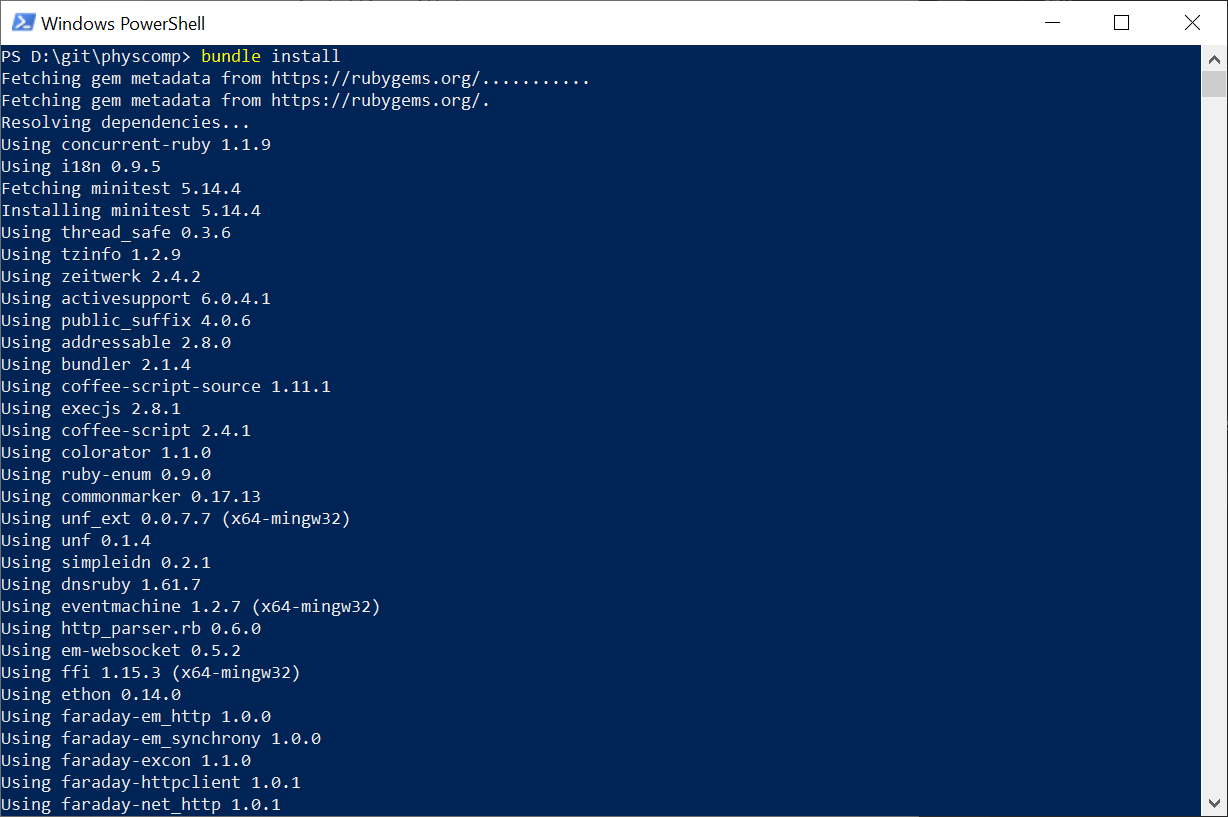 Windows PowerShell
PS D:\git\physcomp> bundle install
Fetching gem metadata from https://rubygems.org/...........
Fetching gem metadata from https://rubygems.org/.
Resolving dependencies...
Using concurrent-ruby 1.1.9
Using i18n 0.9.5
Fetching minitest 5.14.4
Installing minitest 5.14.4
Using thread_safe 0.3.6
Using tzinfo 1.2.9
Using zeitwerk 2.4.2
Using activesupport 6.0.4.1
Using public_suffix 4.0.6
Using addressable 2.8.0
Using bundler 2.1.4
Using coffee-script-source 1.11.1
Using execjs 2.8.1
Using coffee-script 2.4.1
Using colorator 1.1.0
Using ruby-enum 0.9.0
Using commonmarker 0.17.13
Using unf_ext 0.0.7.7 (x64-mingw32)
Using unf 0.1.4
Using simpleidn 0.2.1
Using dnsruby 1.61.7
Using eventmachine 1.2.7 (x64-mingw32)
Using http_parser.rb 0.6.0
Using em-websocket 0.5.2
Using ffi 1.15.3 (x64-mingw32)
Using ethon 0.14.0
Using faraday-em_http 1.0.0
Using faraday-em_synchrony 1.0.0
Using faraday-excon 1.1.0
Using faraday-httpclient 1.0.1
Using faraday-net_http 1.0.1